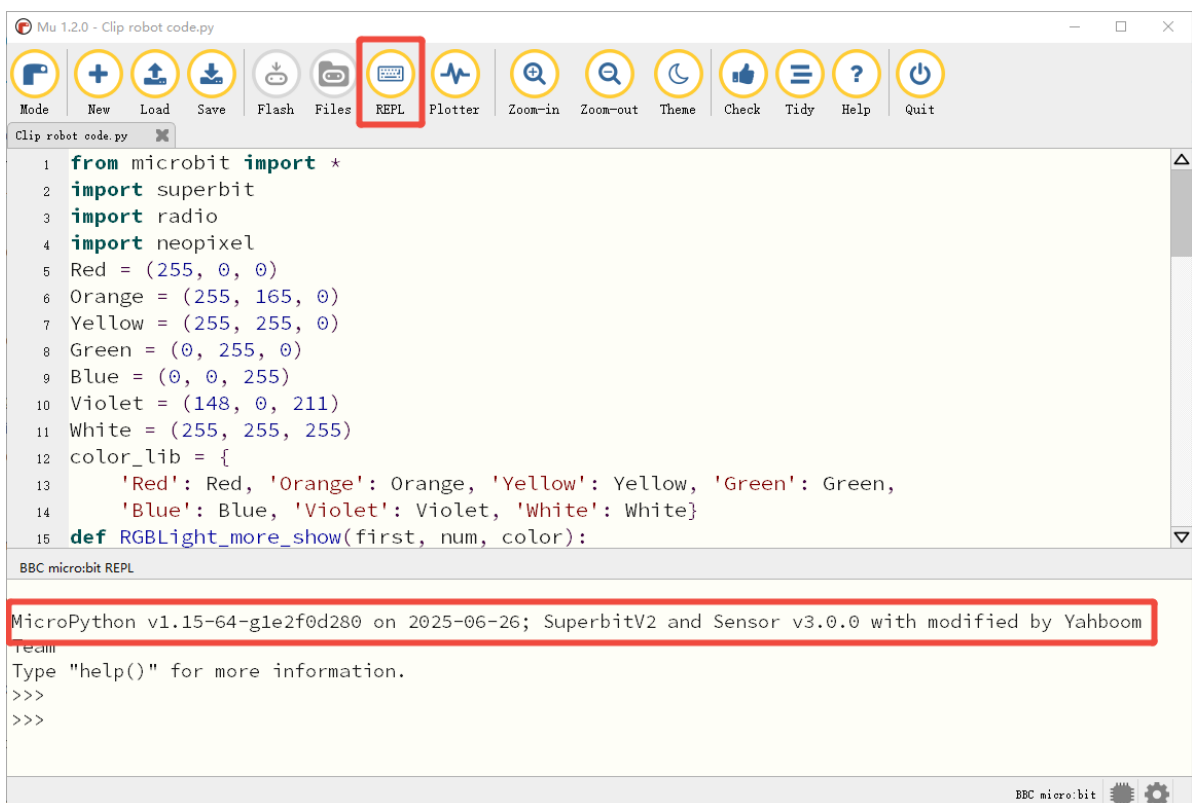 Mu 1.2.0 - Clip robot code.py
Mode New Load Save Flash Files REPL Plotter Zoom-in Zoom-out Theme Check Tidy Help Quit
Clip robot code.py
1 from microbit import *
2 import superbit
3 import radio
4 import neopixel
5 Red = (255, 0, 0)
6 Orange = (255, 165, 0)
7 Yellow = (255, 255, 0)
8 Green = (0, 255, 0)
9 Blue = (0, 0, 255)
10 Violet = (148, 0, 211)
11 White = (255, 255, 255)
12 color_lib = {
13 'Red': Red, 'Orange': Orange, 'Yellow': Yellow, 'Green': Green,
14 'Blue': Blue, 'Violet': Violet, 'White': White}
15 def RGBLight_more_show(first, num, color):
BBC micro:bit REPL
MicroPython v1.15-64-g1e2f0d280 on 2025-06-26; SuperbitV2 and Sensor v3.0.0 with modified by Yahboom
Team
Type "help()" for more information.
>>>
>>>
BBC micro:bit